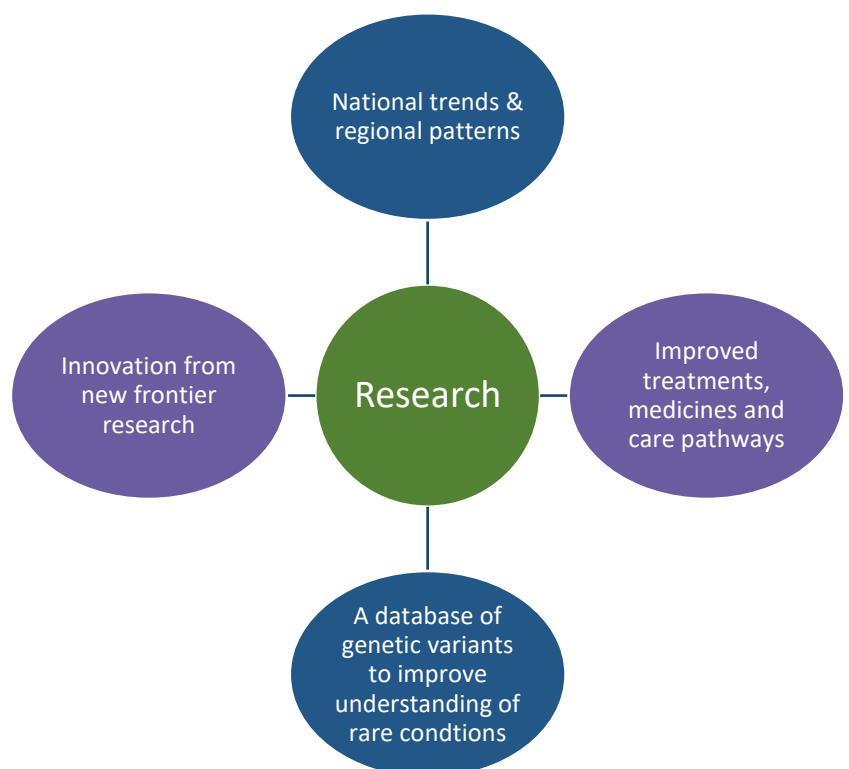 National trends &
regional patterns
Innovation from
new frontier
research
Research
Improved
treatments,
medicines and
care pathways
A database of
genetic variants
to improve
understanding of
rare condtions